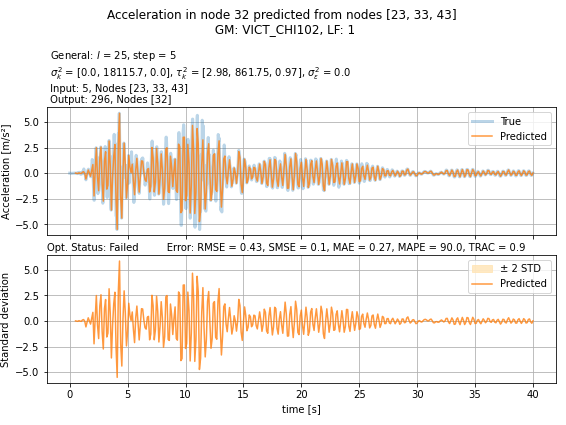 Acceleration in node 32 predicted from nodes [23, 33, 43]
GM: VICT_CHI102, LF: 1
General: l = 25, step = 5
σ²ₖ = [0.0, 18115.7, 0.0], τ²ₖ = [2.98, 861.75, 0.97], σ²ε = 0.0
Input: 5, Nodes [23, 33, 43]
Output: 296, Nodes [32]
Acceleration [m/s²]
5.0
2.5
0.0
−2.5
−5.0
True
Predicted
Opt. Status: Failed
Error: RMSE = 0.43, SMSE = 0.1, MAE = 0.27, MAPE = 90.0, TRAC = 0.9
Standard deviation
5.0
2.5
0.0
−2.5
−5.0
± 2 STD
Predicted
0 5 10 15 20 25 30 35 40
time [s]